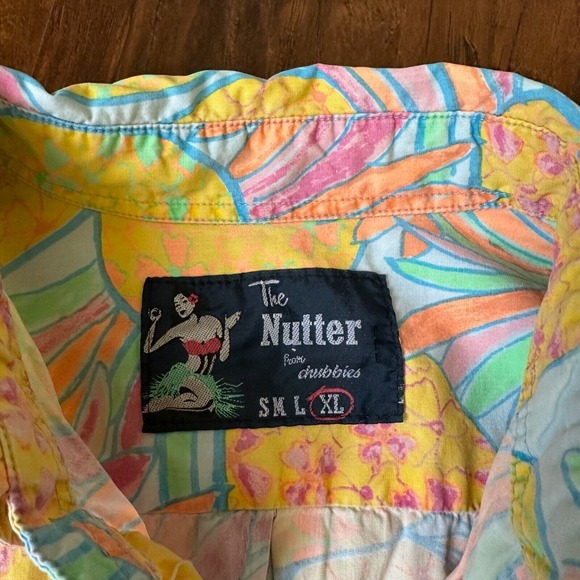 The
Nutter
from
chubbies
S M L XL